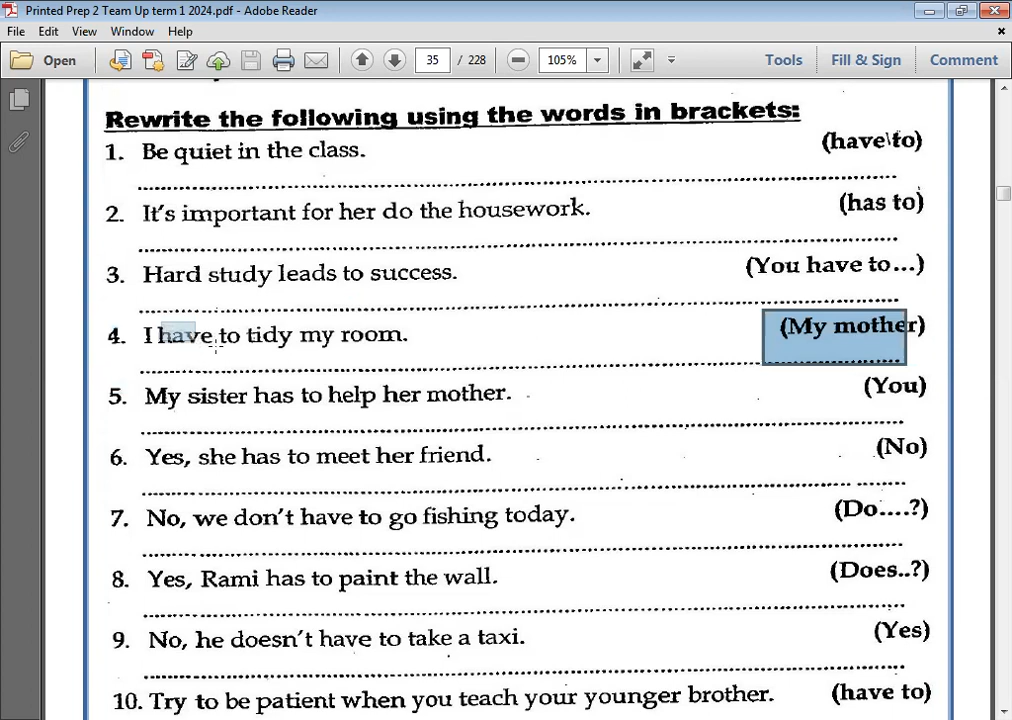 Printed Prep 2 Team Up term 1 2024.pdf - Adobe Reader
File Edit View Window Help
Open 35 / 228 105% Tools Fill & Sign Comment
Rewrite the following using the words in brackets:
1. Be quiet in the class. (have to)
2. It's important for her do the housework. (has to)
3. Hard study leads to success. (You have to...)
4. I have to tidy my room. (My mother)
5. My sister has to help her mother. (You)
6. Yes, she has to meet her friend. (No)
7. No, we don't have to go fishing today. (Do....?)
8. Yes, Rami has to paint the wall. (Does..?)
9. No, he doesn't have to take a taxi. (Yes)
10. Try to be patient when you teach your younger brother. (have to)